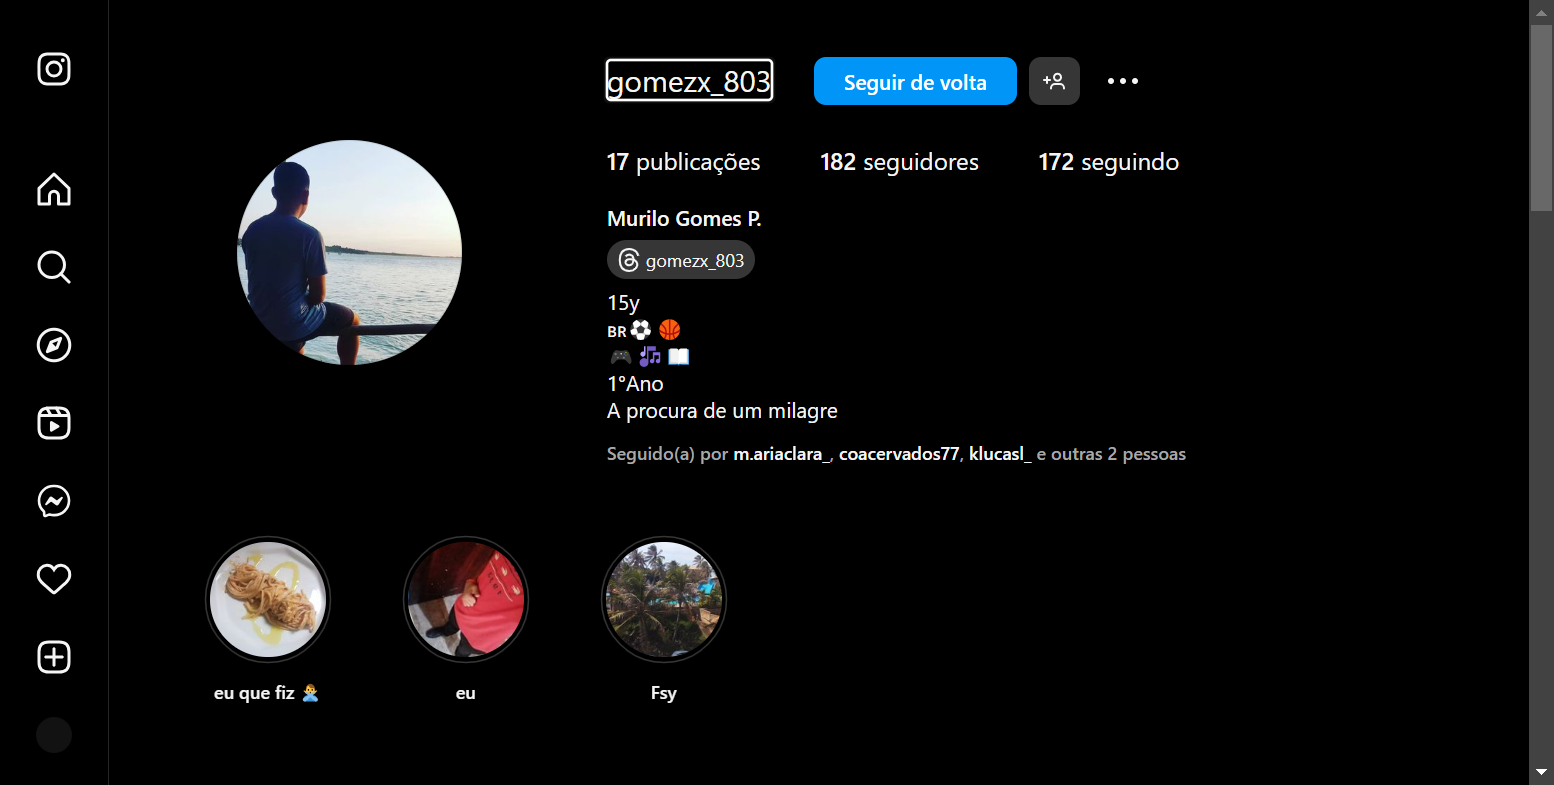 gomezx_803
Seguir de volta
17 publicações
182 seguidores
172 seguindo
Murilo Gomes P.
gomezx_803
15y
BR⚽ 🏀
🎮 🎶 📖
1°Ano
A procura de um milagre
Seguido(a) por m.ariaclara_, coacervados77, klucasl_ e outras 2 pessoas
eu que fiz 🤷‍♂️
eu
Fsy